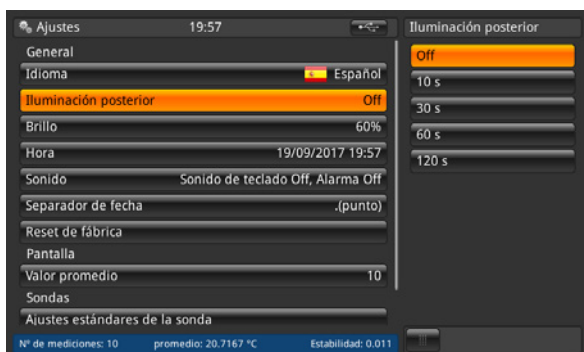 Ajustes 19:57 Iluminación posterior
General
Idioma Español
Iluminación posterior Off
Brillo 60%
Hora 19/09/2017 19:57
Sonido Sonido de teclado Off, Alarma Off
Separador de fecha .(punto)
Reset de fábrica
Pantalla
Valor promedio 10
Sondas
Ajustes estándares de la sonda
Nº de mediciones: 10 promedio: 20.7167 °C Estabilidad: 0.011
Off
10 s
30 s
60 s
120 s